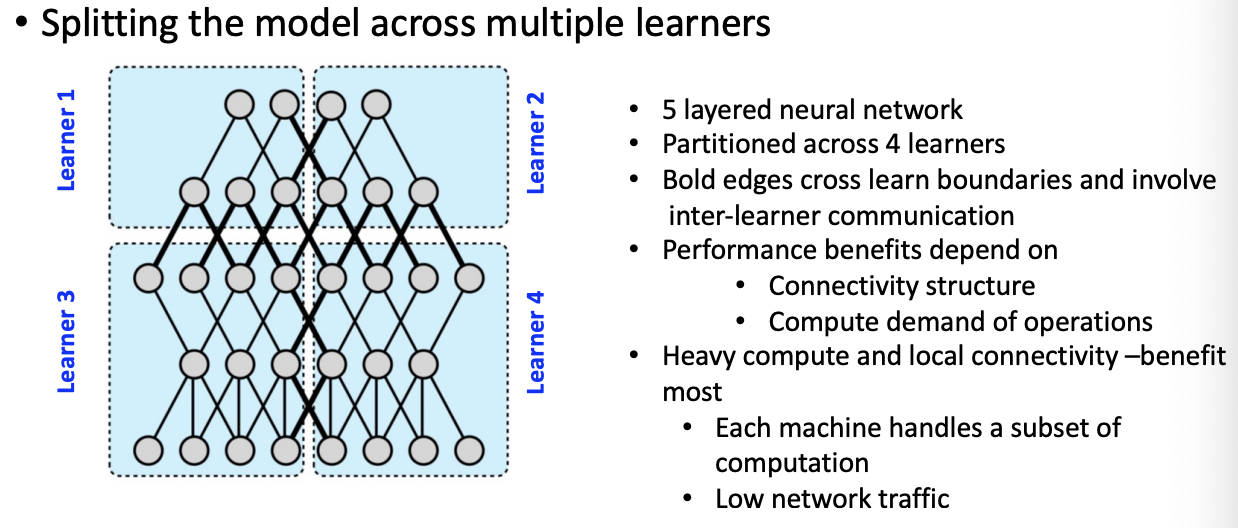 • Splitting the model across multiple learners
Learner 1
Learner 2
Learner 3
Learner 4
• 5 layered neural network
• Partitioned across 4 learners
• Bold edges cross learn boundaries and involve
inter-learner communication
• Performance benefits depend on
• Connectivity structure
• Compute demand of operations
• Heavy compute and local connectivity –benefit
most
• Each machine handles a subset of
computation
• Low network traffic